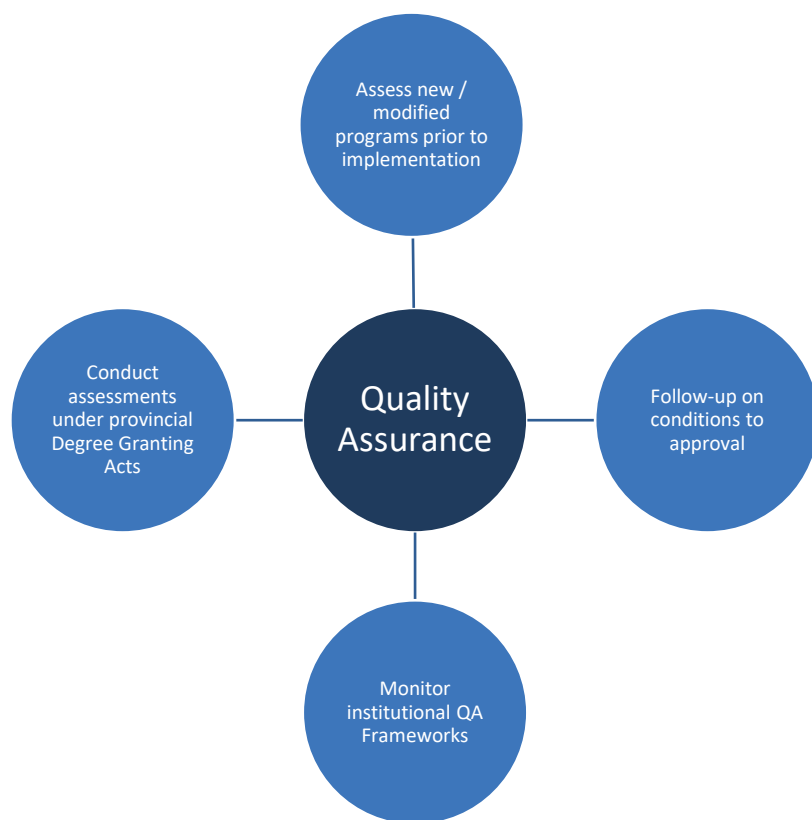 Assess new /
modified
programs prior to
implementation
Conduct
assessments
under provincial
Degree Granting
Acts
Quality
Assurance
Follow-up on
conditions to
approval
Monitor
institutional QA
Frameworks